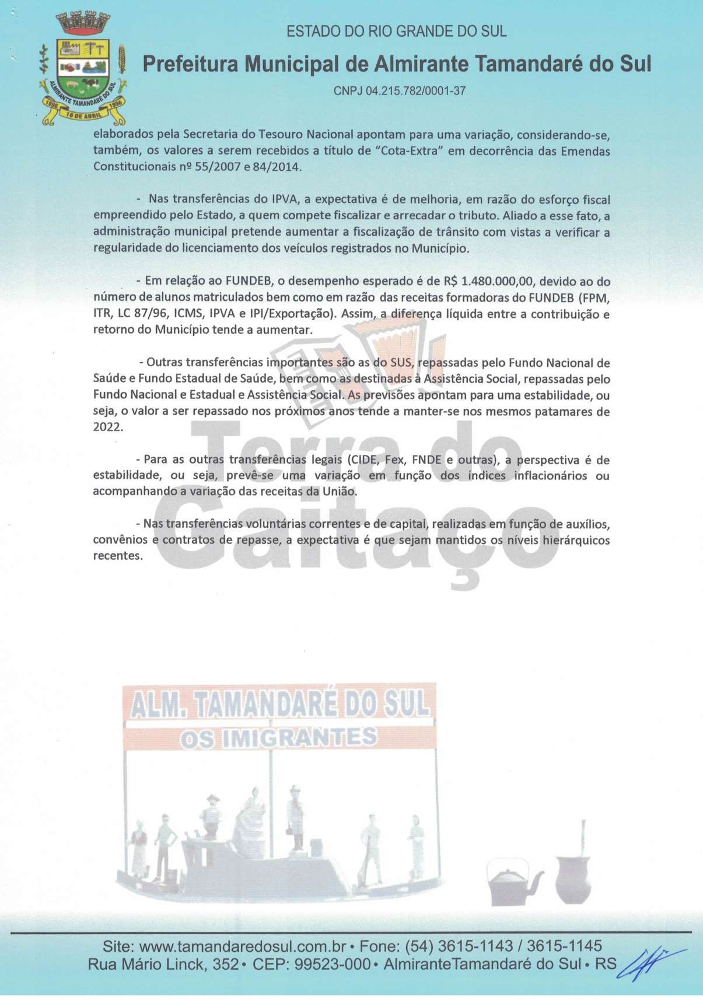 ESTADO DO RIO GRANDE DO SUL
Prefeitura Municipal de Almirante Tamandaré do Sul
CNPJ 04.215.782/0001-37
ALMIRANTE TAMANDARÉ DO SUL
1996 16 DE ABRIL 1996
elaborados pela Secretaria do Tesouro Nacional apontam para uma variação, considerando-se,
também, os valores a serem recebidos a título de “Cota-Extra” em decorrência das Emendas
Constitucionais nº 55/2007 e 84/2014.
- Nas transferências do IPVA, a expectativa é de melhoria, em razão do esforço fiscal
empreendido pelo Estado, a quem compete fiscalizar e arrecadar o tributo. Aliado a esse fato, a
administração municipal pretende aumentar a fiscalização de trânsito com vistas a verificar a
regularidade do licenciamento dos veículos registrados no Município.
- Em relação ao FUNDEB, o desempenho esperado é de R$ 1.480.000,00, devido ao do
número de alunos matriculados bem como em razão das receitas formadoras do FUNDEB (FPM,
ITR, LC 87/96, ICMS, IPVA e IPI/Exportação). Assim, a diferença líquida entre a contribuição e
retorno do Município tende a aumentar.
- Outras transferências importantes são as do SUS, repassadas pelo Fundo Nacional de
Saúde e Fundo Estadual de Saúde, bem como as destinadas à Assistência Social, repassadas pelo
Fundo Nacional e Estadual e Assistência Social. As previsões apontam para uma estabilidade, ou
seja, o valor a ser repassado nos próximos anos tende a manter-se nos mesmos patamares de
2022.
- Para as outras transferências legais (CIDE, Fex, FNDE e outras), a perspectiva é de
estabilidade, ou seja, prevê-se uma variação em função dos índices inflacionários ou
acompanhando a variação das receitas da União.
- Nas transferências voluntárias correntes e de capital, realizadas em função de auxílios,
convênios e contratos de repasse, a expectativa é que sejam mantidos os níveis hierárquicos
recentes.
Terra do
Gaitaço
ALM. TAMANDARÉ DO SUL
OS IMIGRANTES
Site: www.tamandaredosul.com.br • Fone: (54) 3615-1143 / 3615-1145
Rua Mário Linck, 352 • CEP: 99523-000 • AlmiranteTamandaré do Sul • RS